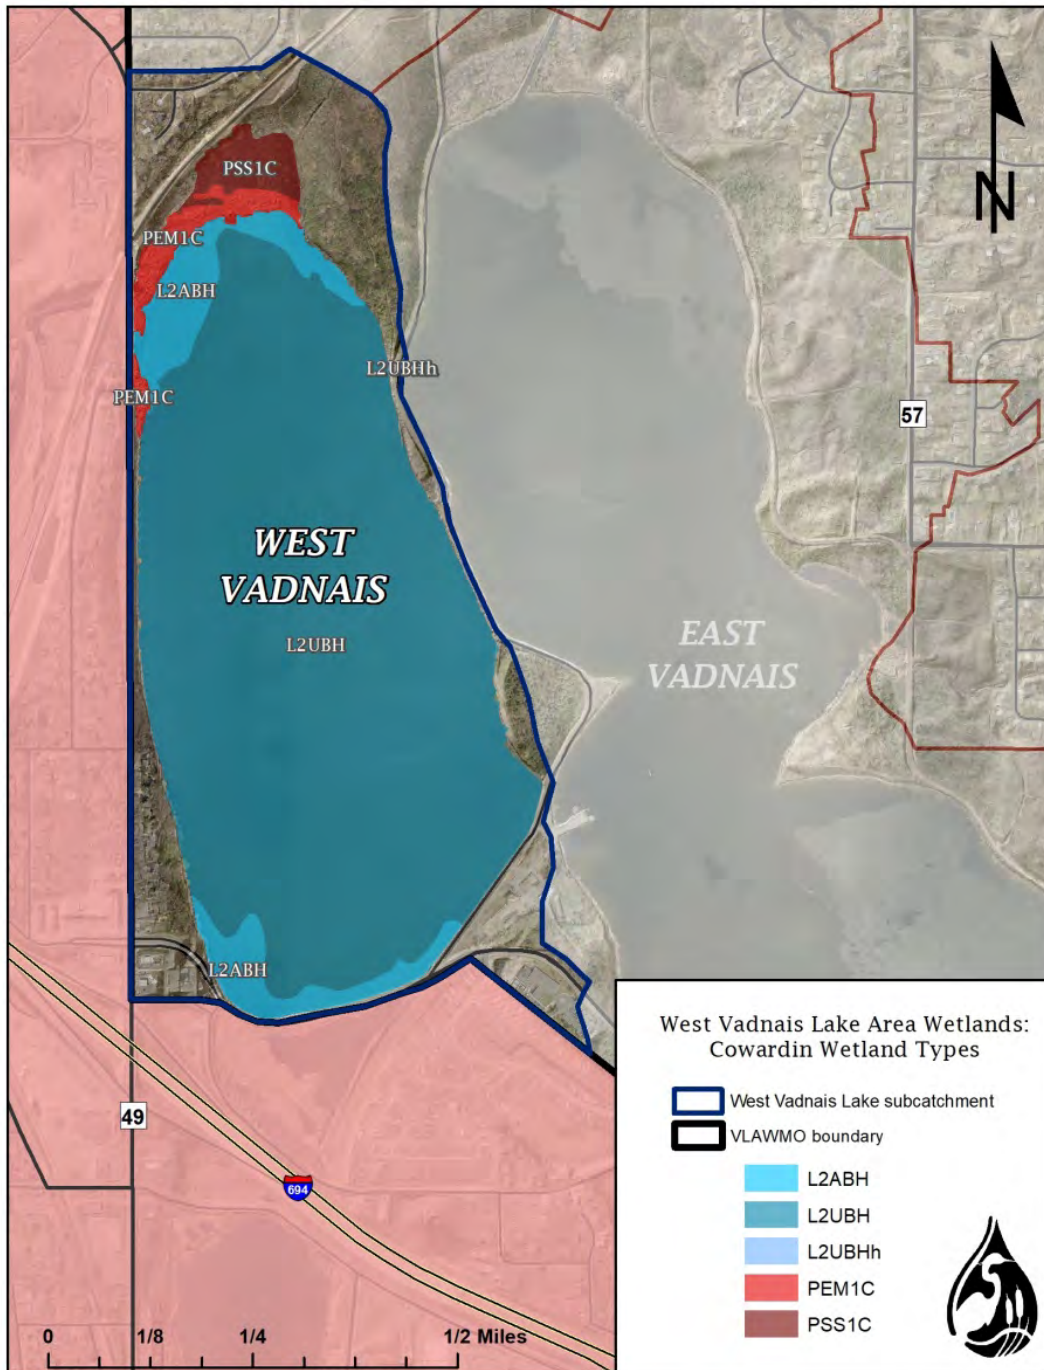 PSS1C
PEM1C
L2ABH
L2UBHh
PEM1C
N
57
WEST
VADNAIS
L2UBH
EAST
VADNAIS
L2ABH
49
694
0 1/8 1/4 1/2 Miles
West Vadnais Lake Area Wetlands:
Cowardin Wetland Types
West Vadnais Lake subcatchment
VLAWMO boundary
L2ABH
L2UBH
L2UBHh
PEM1C
PSS1C